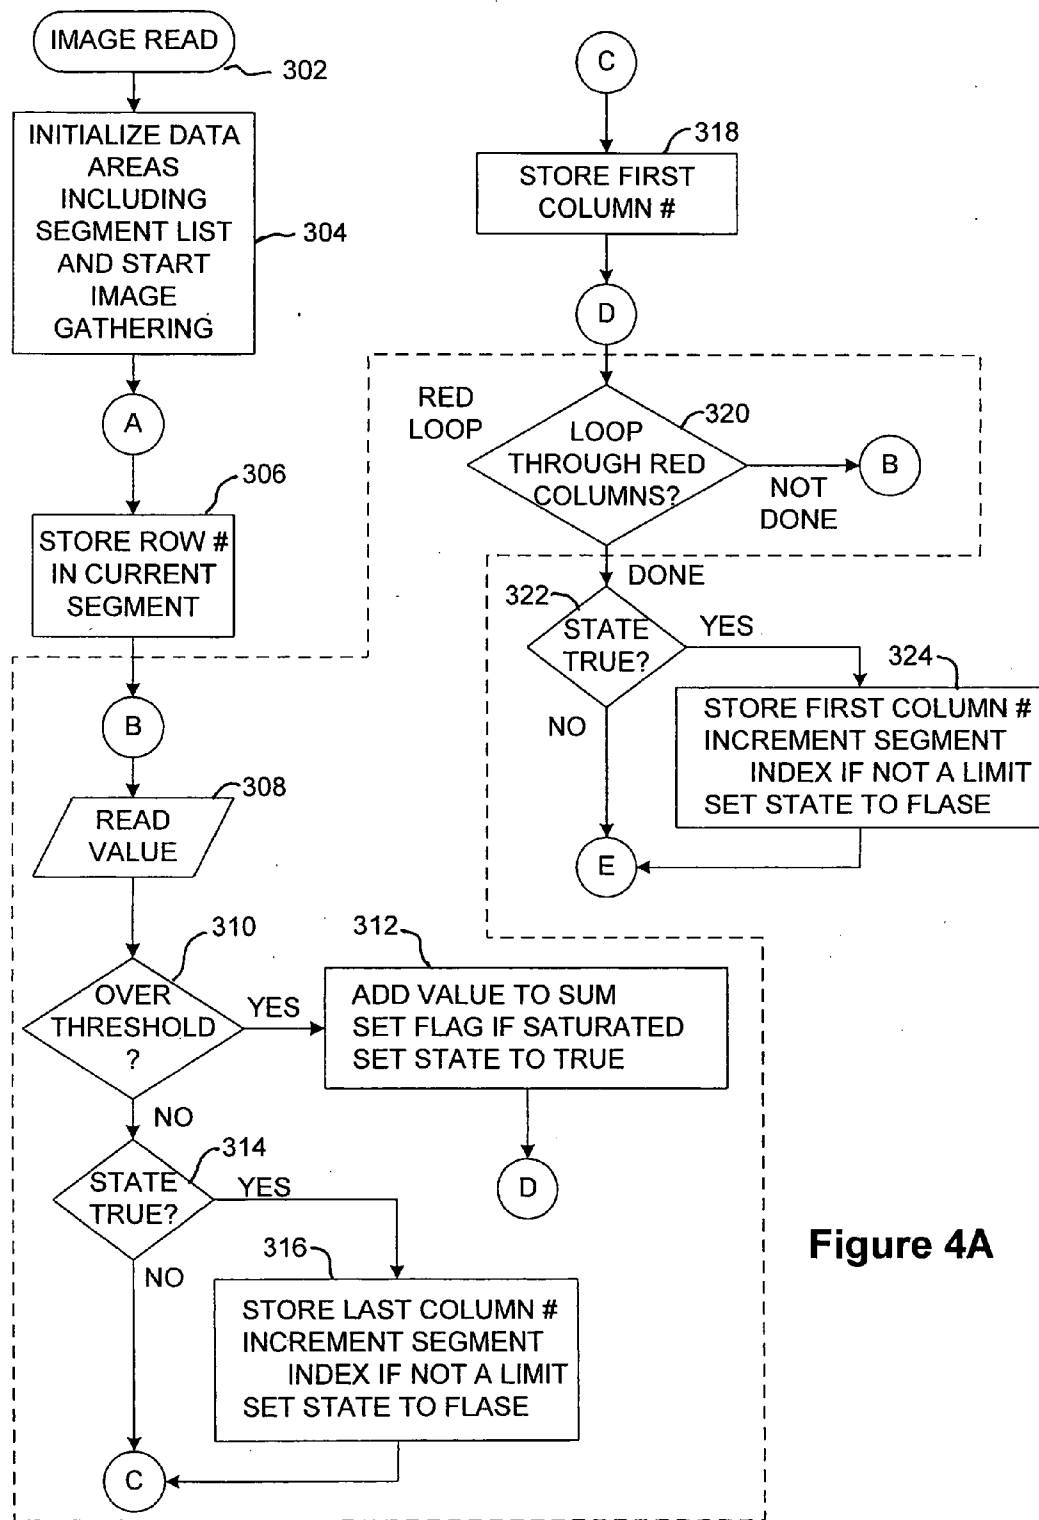 IMAGE READ
302
INITIALIZE DATA
AREAS
INCLUDING
SEGMENT LIST
AND START
IMAGE
GATHERING
304
A
306
STORE ROW #
IN CURRENT
SEGMENT
B
308
READ
VALUE
310
OVER
THRESHOLD
?
YES
NO
312
ADD VALUE TO SUM
SET FLAG IF SATURATED
SET STATE TO TRUE
D
314
STATE
TRUE?
YES
NO
316
STORE LAST COLUMN #
INCREMENT SEGMENT
INDEX IF NOT A LIMIT
SET STATE TO FLASE
C
C
318
STORE FIRST
COLUMN #
D
RED
LOOP
320
LOOP
THROUGH RED
COLUMNS?
NOT
DONE
B
DONE
322
STATE
TRUE?
YES
NO
324
STORE FIRST COLUMN #
INCREMENT SEGMENT
INDEX IF NOT A LIMIT
SET STATE TO FLASE
E
Figure 4A